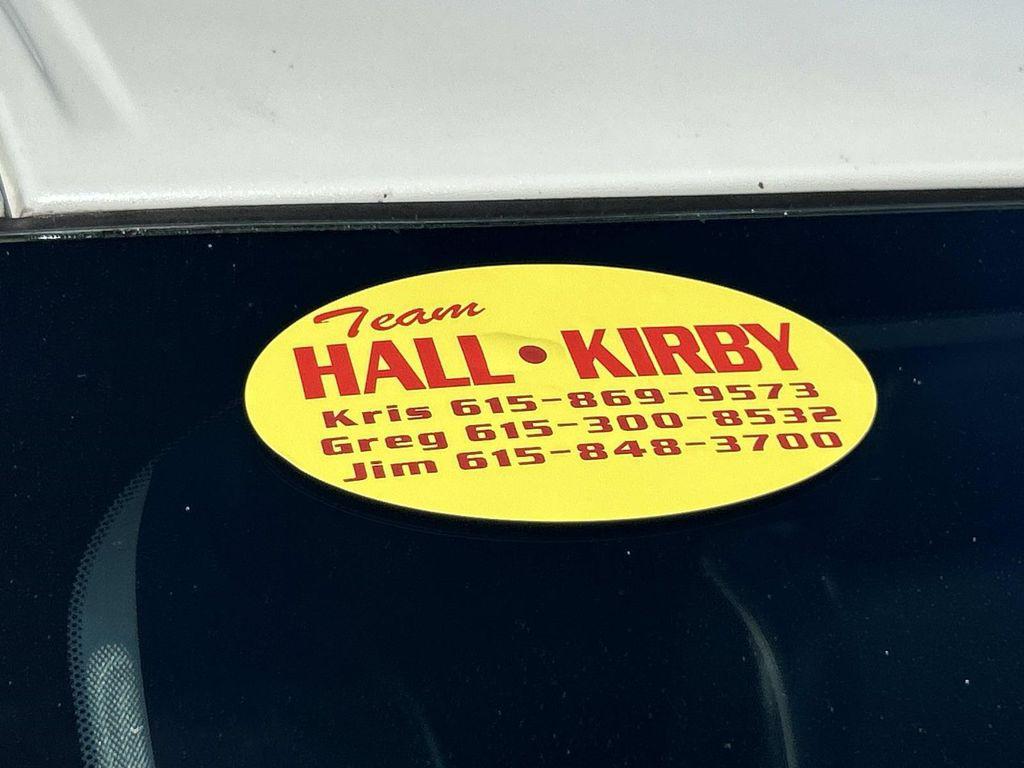 Team
HALL • KIRBY
Kris 615-869-9573
Greg 615-300-8532
Jim 615-848-3700